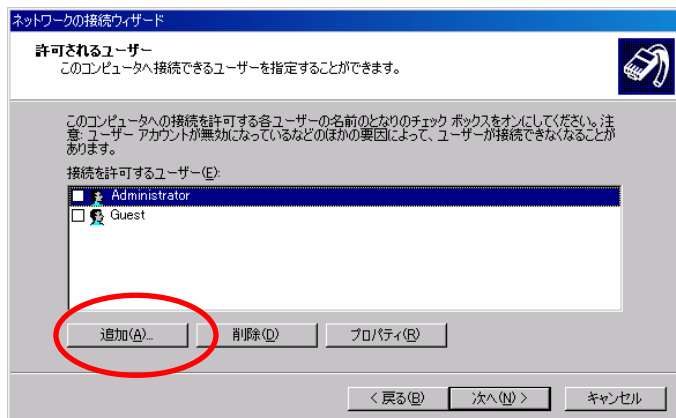 ネットワークの接続ウィザード
許可されるユーザー
このコンピュータへ接続できるユーザーを指定することができます。
このコンピュータへの接続を許可する各ユーザーの名前のとなりのチェック ボックスをオンにしてください。注
意: ユーザー アカウントが無効になっているなどのほかの要因によって、ユーザーが接続できなくなることが
あります。
接続を許可するユーザー(E):
Administrator
Guest
追加(A)... 削除(D) プロパティ(R)
< 戻る(B) 次へ(N) > キャンセル